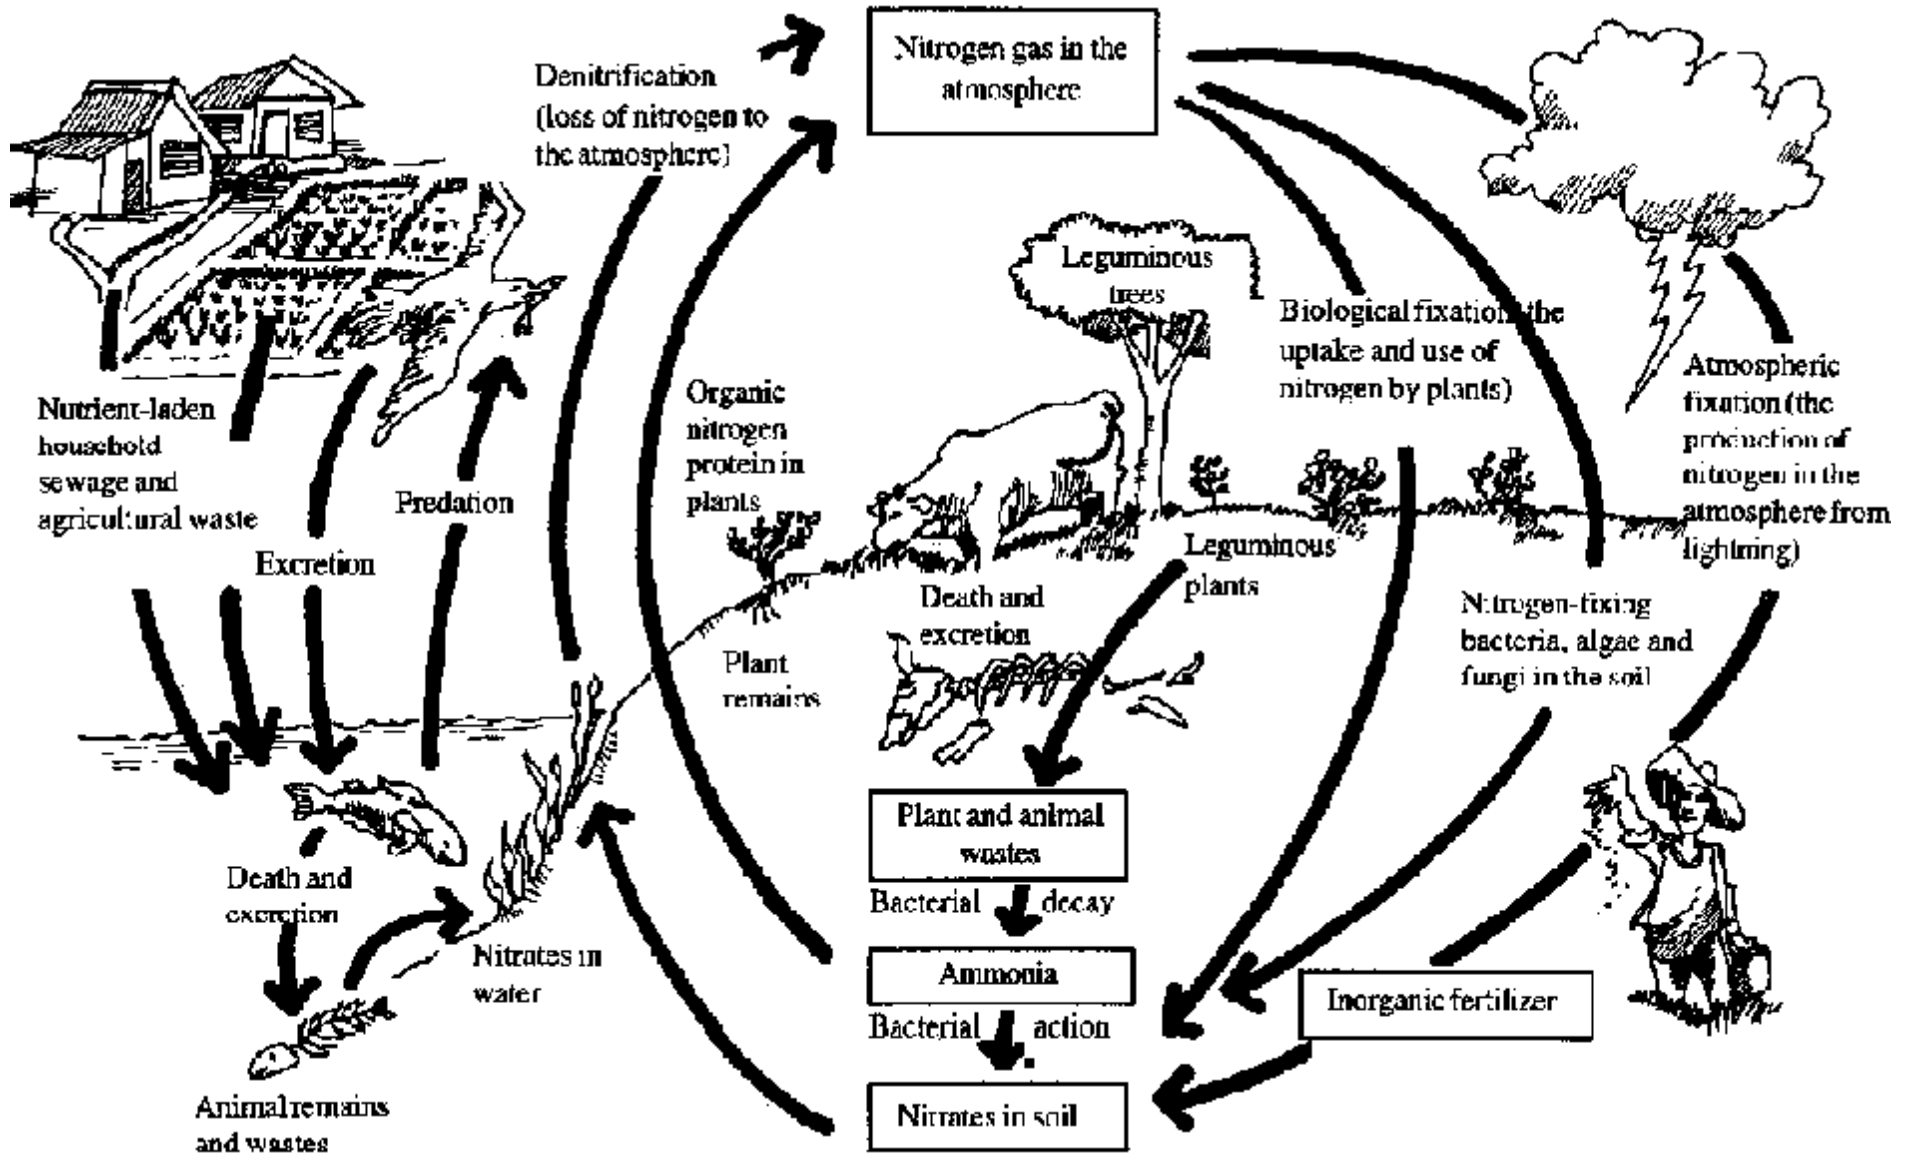 Nitrogen gas in the
atmosphere
Denitrification
(loss of nitrogen to
the atmosphere)
Leguminous
trees
Biological fixation the
uptake and use of
nitrogen by plants)
Atmospheric
fixation (the
production of
nitrogen in the
atmosphere from
lightning)
Organic
nitrogen
protein in
plants
Nutrient-laden
household
sewage and
agricultural waste
Predation
Excretion
Leguminous
plants
Death and
excretion
Nitrogen-fixing
bacteria, algae and
fungi in the soil
Plant
remains
Plant and animal
wastes
Bacterial decay
Death and
excretion
Nitrates in
water
Ammonia
Inorganic fertilizer
Bacterial action
Nitrates in soil
Animal remains
and wastes